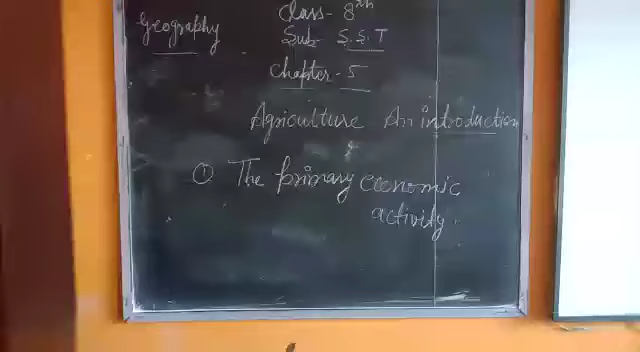 Geography
Class- 8th
Sub- S.S.T
Chapter-5
Agriculture An introduction
① The primary economic
activity.